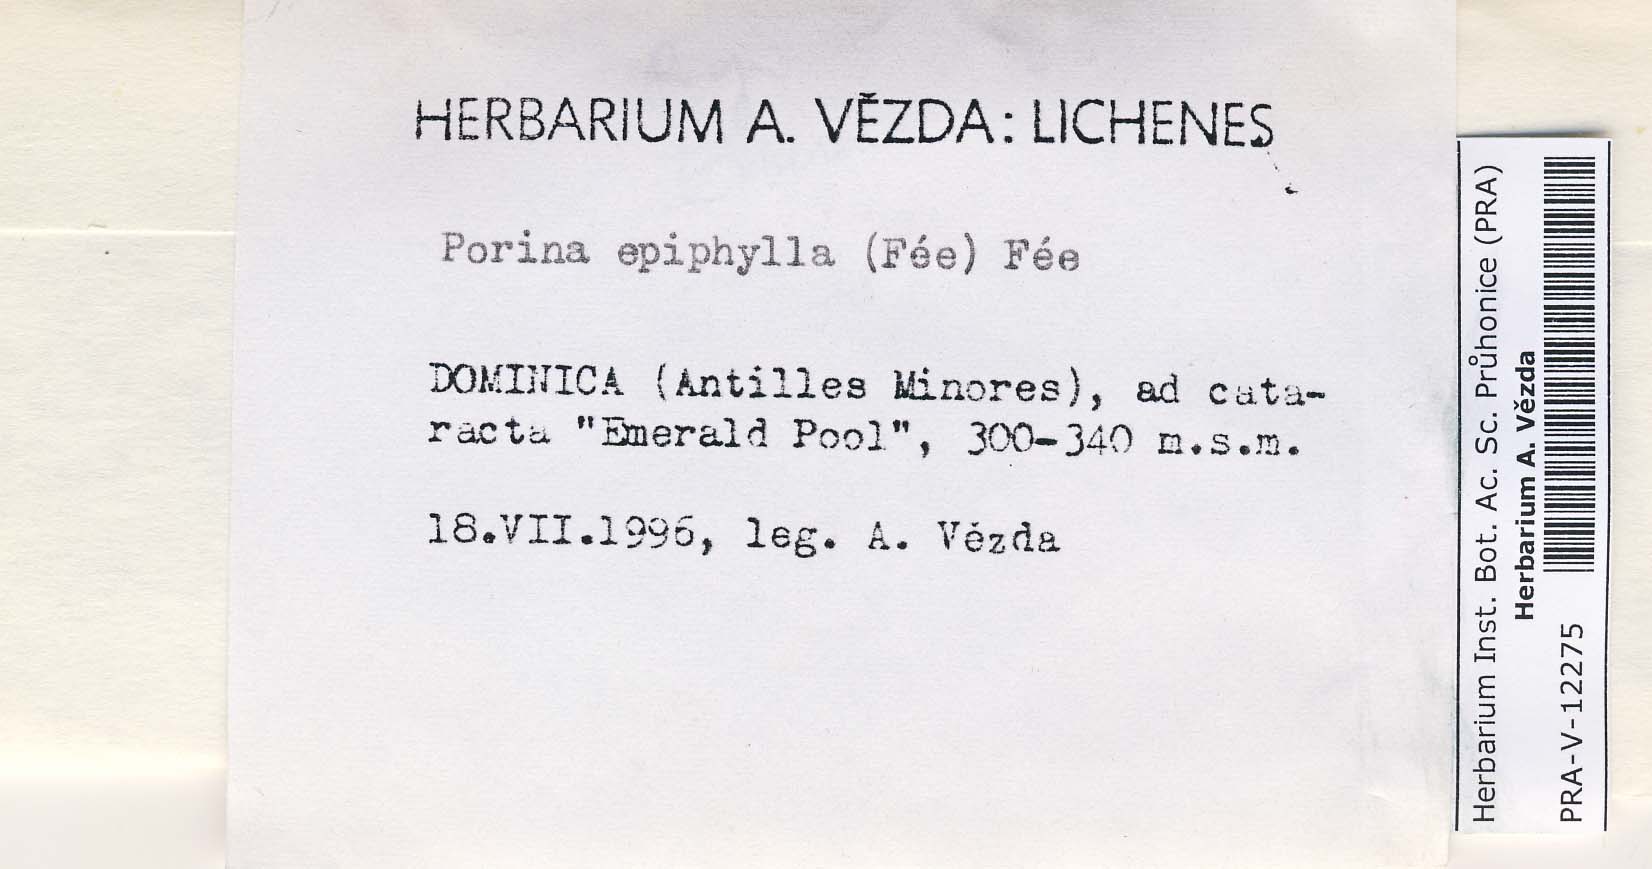 HERBARIUM A. VĚZDA: LICHENES
Porina epiphylla (Fée) Fée
DOMINICA (Antilles Minores), ad cata-
racta "Emerald Pool", 300-340 m.s.m.
18.VII.1996, leg. A. Vězda
Herbarium Inst. Bot. Ac. Sc. Průhonice (PRA)
Herbarium A. Vězda
PRA-V-12275